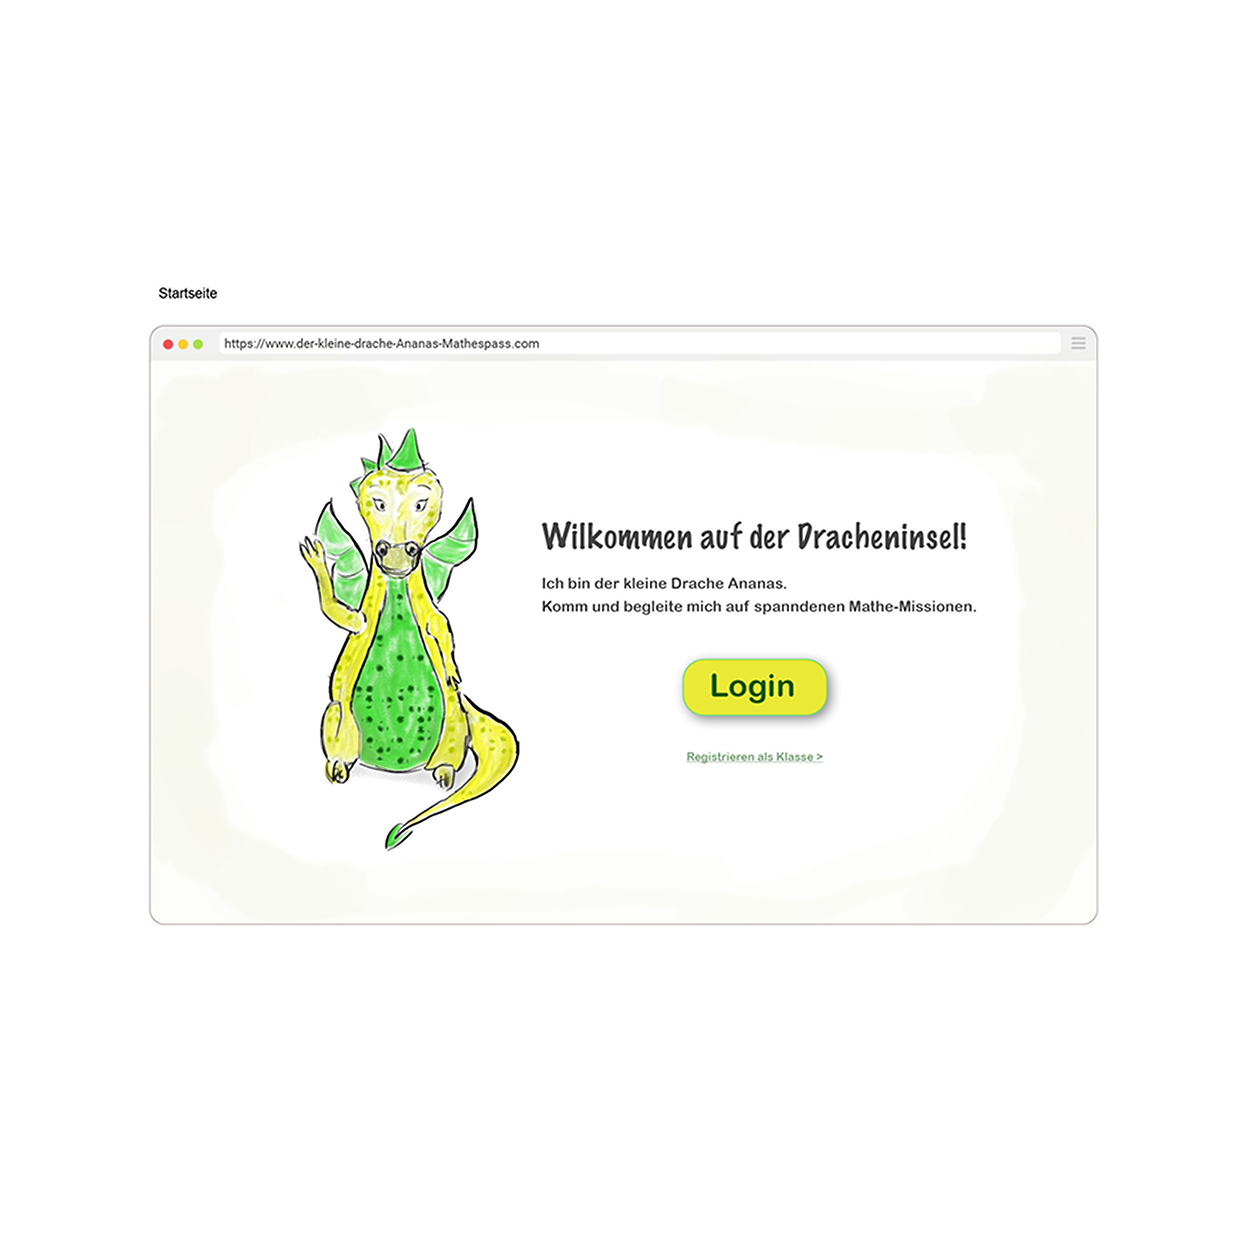 Startseite
https://www.der-kleine-drache-Ananas-Mathespass.com
Wilkommen auf der Dracheninsel!
Ich bin der kleine Drache Ananas.
Komm und begleite mich auf spanndenen Mathe-Missionen.
Login
Registrieren als Klasse >